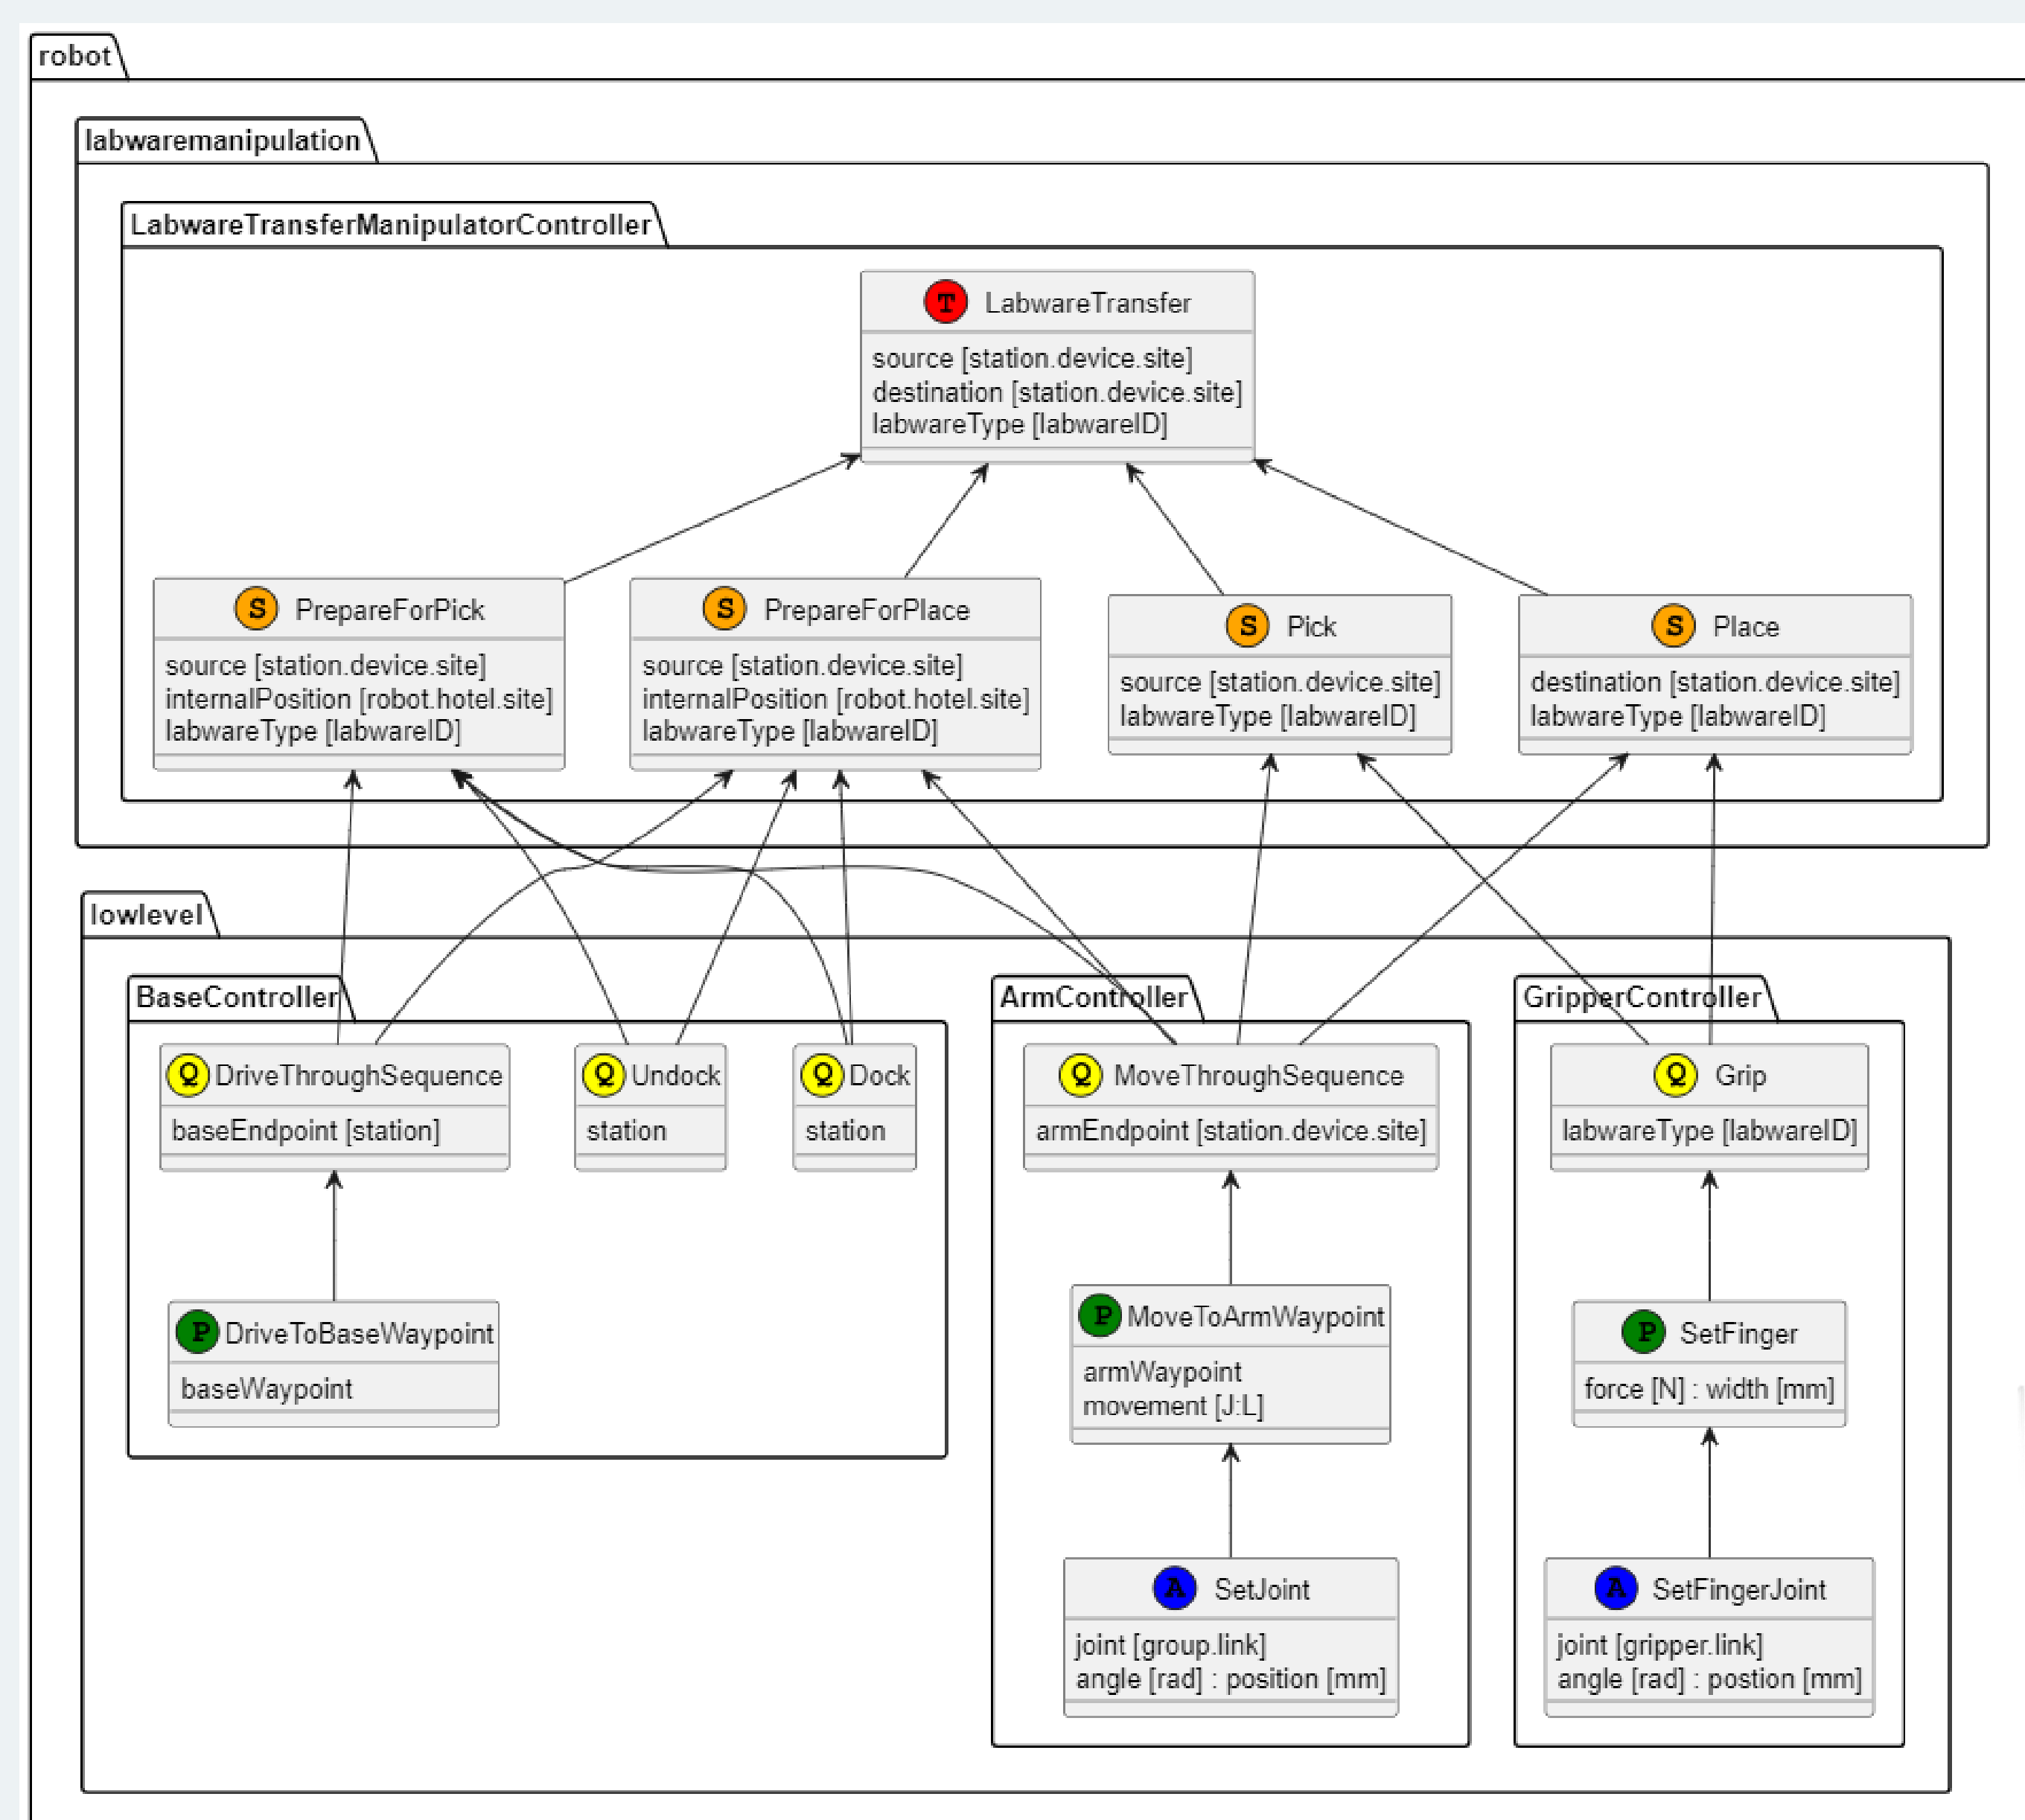 robot
labwaremanipulation
LabwareTransferManipulatorController
T LabwareTransfer
source [station.device.site]
destination [station.device.site]
labwareType [labwareID]
S PrepareForPick
source [station.device.site]
internalPosition [robot.hotel.site]
labwareType [labwareID]
S PrepareForPlace
source [station.device.site]
internalPosition [robot.hotel.site]
labwareType [labwareID]
S Pick
source [station.device.site]
labwareType [labwareID]
S Place
destination [station.device.site]
labwareType [labwareID]
lowlevel
BaseController
Q DriveThroughSequence
baseEndpoint [station]
Q Undock
station
Q Dock
station
P DriveToBaseWaypoint
baseWaypoint
ArmController
Q MoveThroughSequence
armEndpoint [station.device.site]
P MoveToArmWaypoint
armWaypoint
movement [J:L]
A SetJoint
joint [group.link]
angle [rad] : position [mm]
GripperController
Q Grip
labwareType [labwareID]
P SetFinger
force [N] : width [mm]
A SetFingerJoint
joint [gripper.link]
angle [rad] : postion [mm]